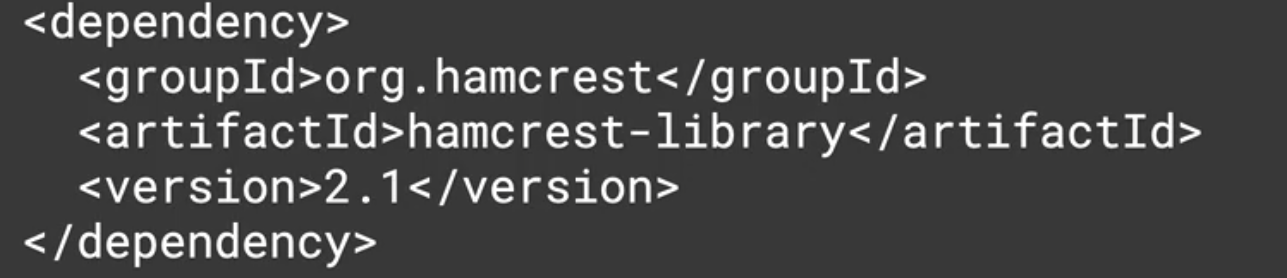 <dependency>
  <groupId>org.hamcrest</groupId>
  <artifactId>hamcrest-library</artifactId>
  <version>2.1</version>
</dependency>